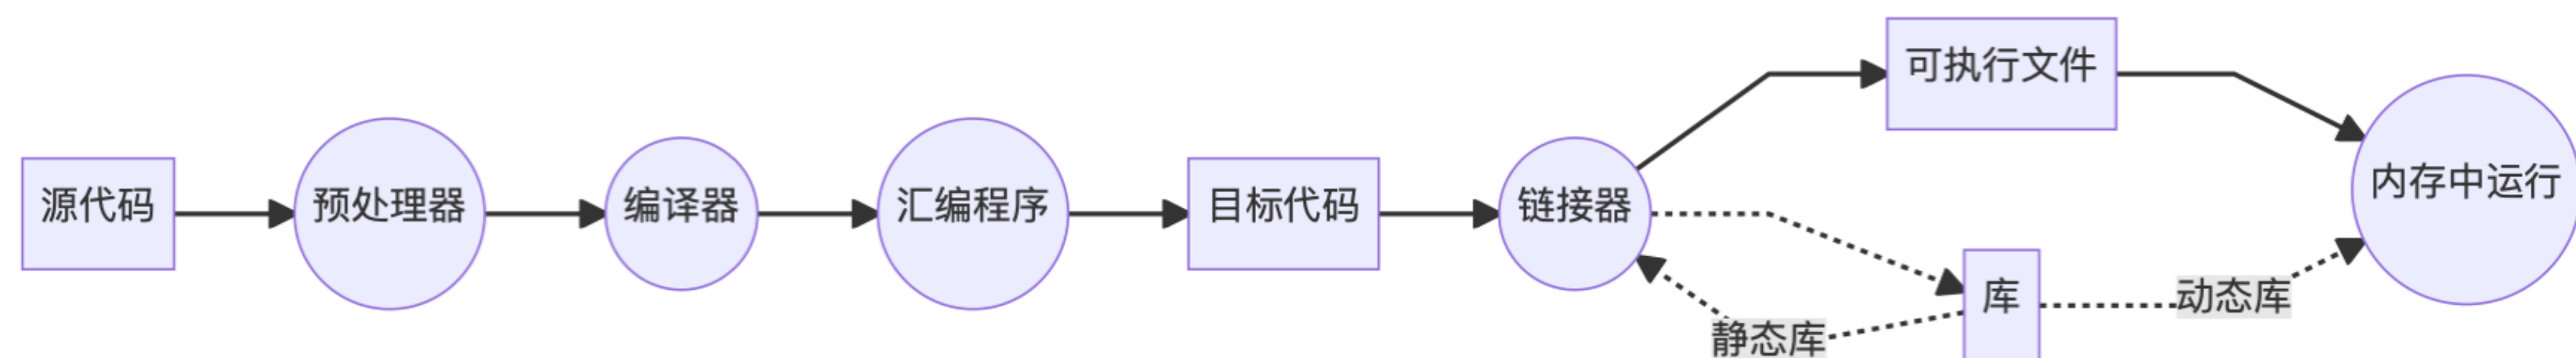 源代码
预处理器
编译器
汇编程序
目标代码
链接器
可执行文件
库
静态库
动态库
内存中运行